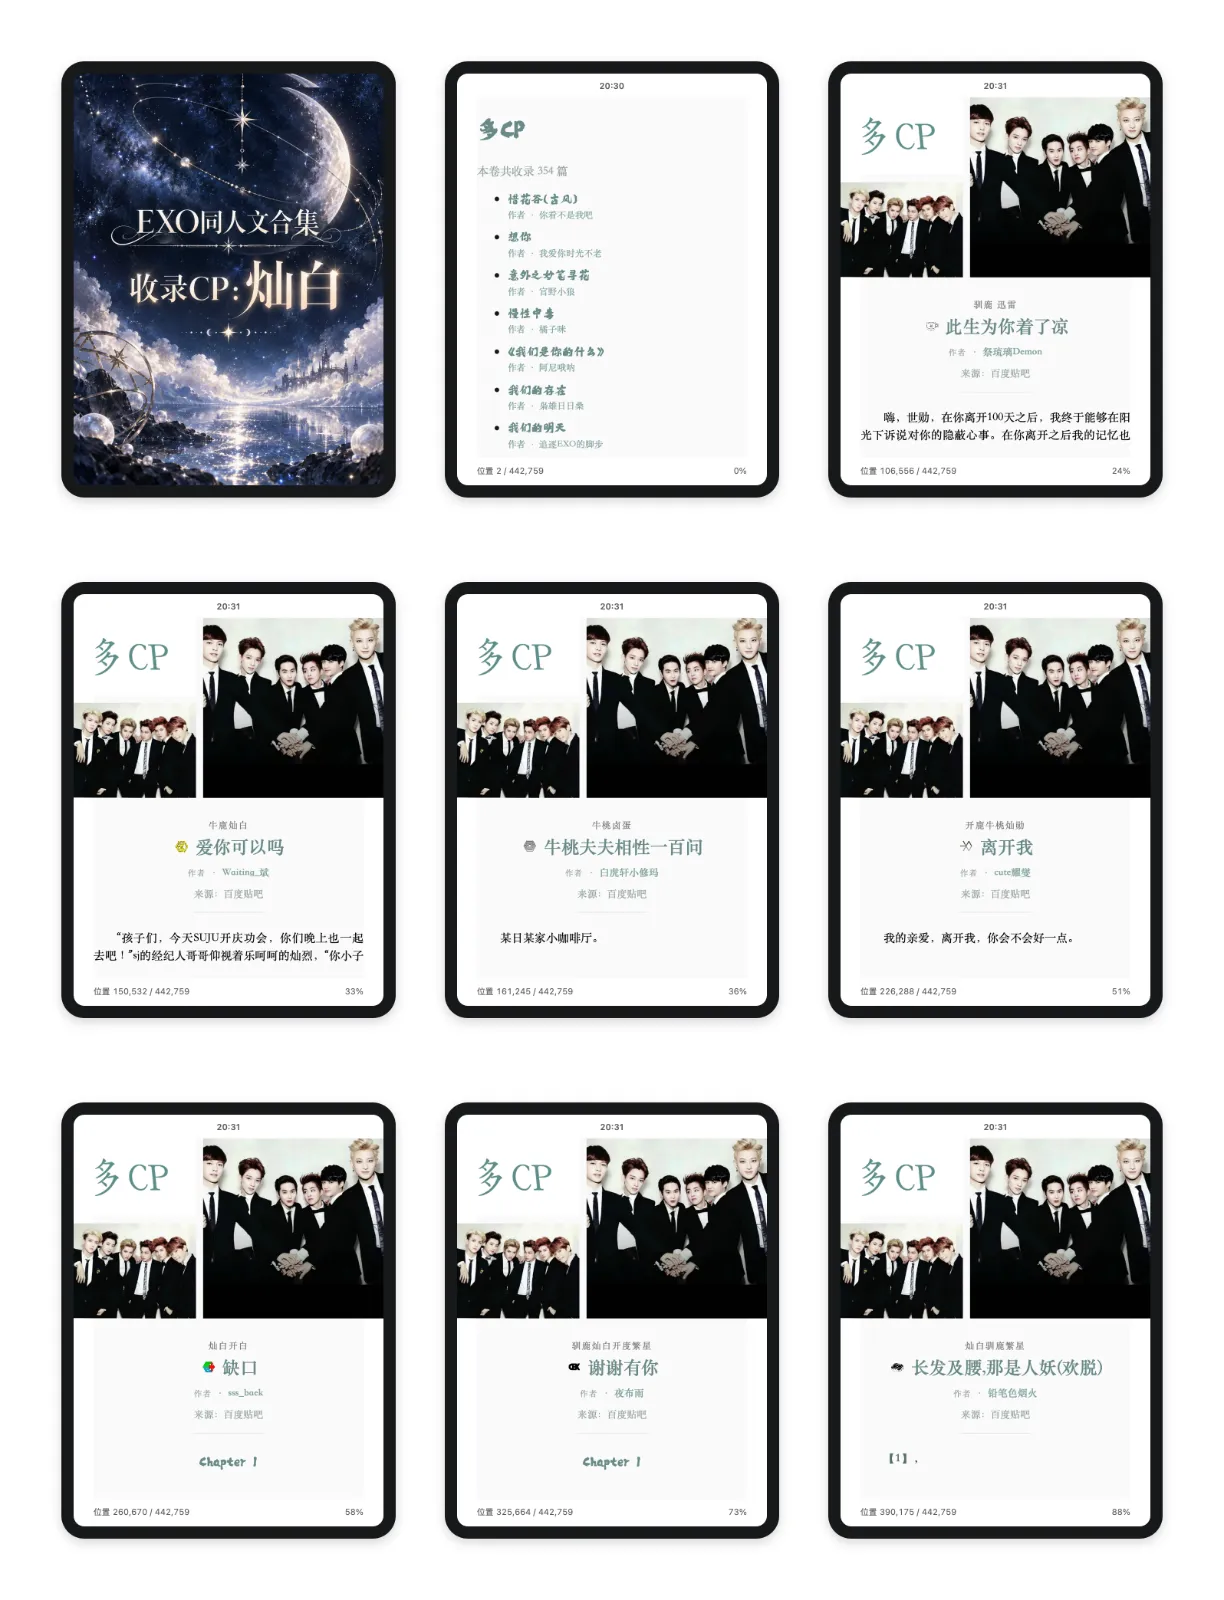 EXO同人文合集
收录CP:灿白
20:30
多CP
本卷共收录 354 篇
惜花谷(古风)
作者 · 你看不是我吧
想你
作者 · 我爱你时光不老
意外之妙笔寻花
作者 · 宫野小狼
慢性中毒
作者 · 橘子咪
《我们是你的什么》
作者 · 阿尼哦呐
我们的存在
作者 · 枭雄日日桑
我们的明天
作者 · 追逐EXO的脚步
位置 2 / 442,759 0%
20:31
多 CP
驯鹿 迅雷
此生为你着了凉
作者 · 祭琉璃Demon
来源：百度贴吧
嗨，世勋，在你离开100天之后，我终于能够在阳
光下诉说对你的隐蔽心事。在你离开之后我的记忆也
位置 106,556 / 442,759 24%
20:31
多 CP
牛鹿灿白
爱你可以吗
作者 · Waiting_斌
来源：百度贴吧
“孩子们，今天SUJU开庆功会，你们晚上也一起
去吧！”sj的经纪人哥哥仰视着乐呵呵的灿烈，“你小子
位置 150,532 / 442,759 33%
20:31
多 CP
牛桃卤蛋
牛桃夫夫相性一百问
作者 · 白虎轩小修玛
来源：百度贴吧
某日某家小咖啡厅。
位置 161,245 / 442,759 36%
20:31
多 CP
开鹿牛桃灿勋
离开我
作者 · cute耀燮
来源：百度贴吧
我的亲爱，离开我，你会不会好一点。
位置 226,288 / 442,759 51%
20:31
多 CP
灿白开白
缺口
作者 · sss_baek
来源：百度贴吧
Chapter 1
位置 260,670 / 442,759 58%
20:31
多 CP
驯鹿灿白开度繁星
谢谢有你
作者 · 夜布雨
来源：百度贴吧
Chapter 1
位置 325,664 / 442,759 73%
20:31
多 CP
灿白驯鹿繁星
长发及腰,那是人妖(欢脱)
作者 · 铅笔色烟火
来源：百度贴吧
【1】，
位置 390,175 / 442,759 88%